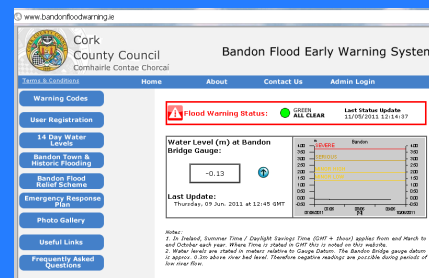 www.bandonfloodwarning.ie
Cork
County Council
Comhairle Contae Chorcaí
Bandon Flood Early Warning System
Terms & Conditions
Home
About
Contact Us
Admin Login
Warning Codes
User Registration
14 Day Water
Levels
Bandon Town &
Historic Flooding
Bandon Flood
Relief Scheme
Emergency Response
Plan
Photo Gallery
Useful Links
Frequently Asked
Questions
Flood Warning Status:
GREEN
ALL CLEAR
Last Status Update
11/05/2011 12:14:37
Water Level (m) at Bandon
Bridge Gauge:
-0.13
Last Update:
Thursday, 09 Jun. 2011 at 12:45 GMT
Bandon
SEVERE
Notes:
1. In Ireland, Summer Time / Daylight Savings Time (GMT + 1hour) applies from end March to
end October each year. Where Time is stated in GMT this is noted on this website.
2. Water levels are stated in meters relative to Gauge Datum. The Bandon Bridge gauge datum
is approx. 0.3m above river bed level. Therefore negative readings are possible during periods of
low river flow.